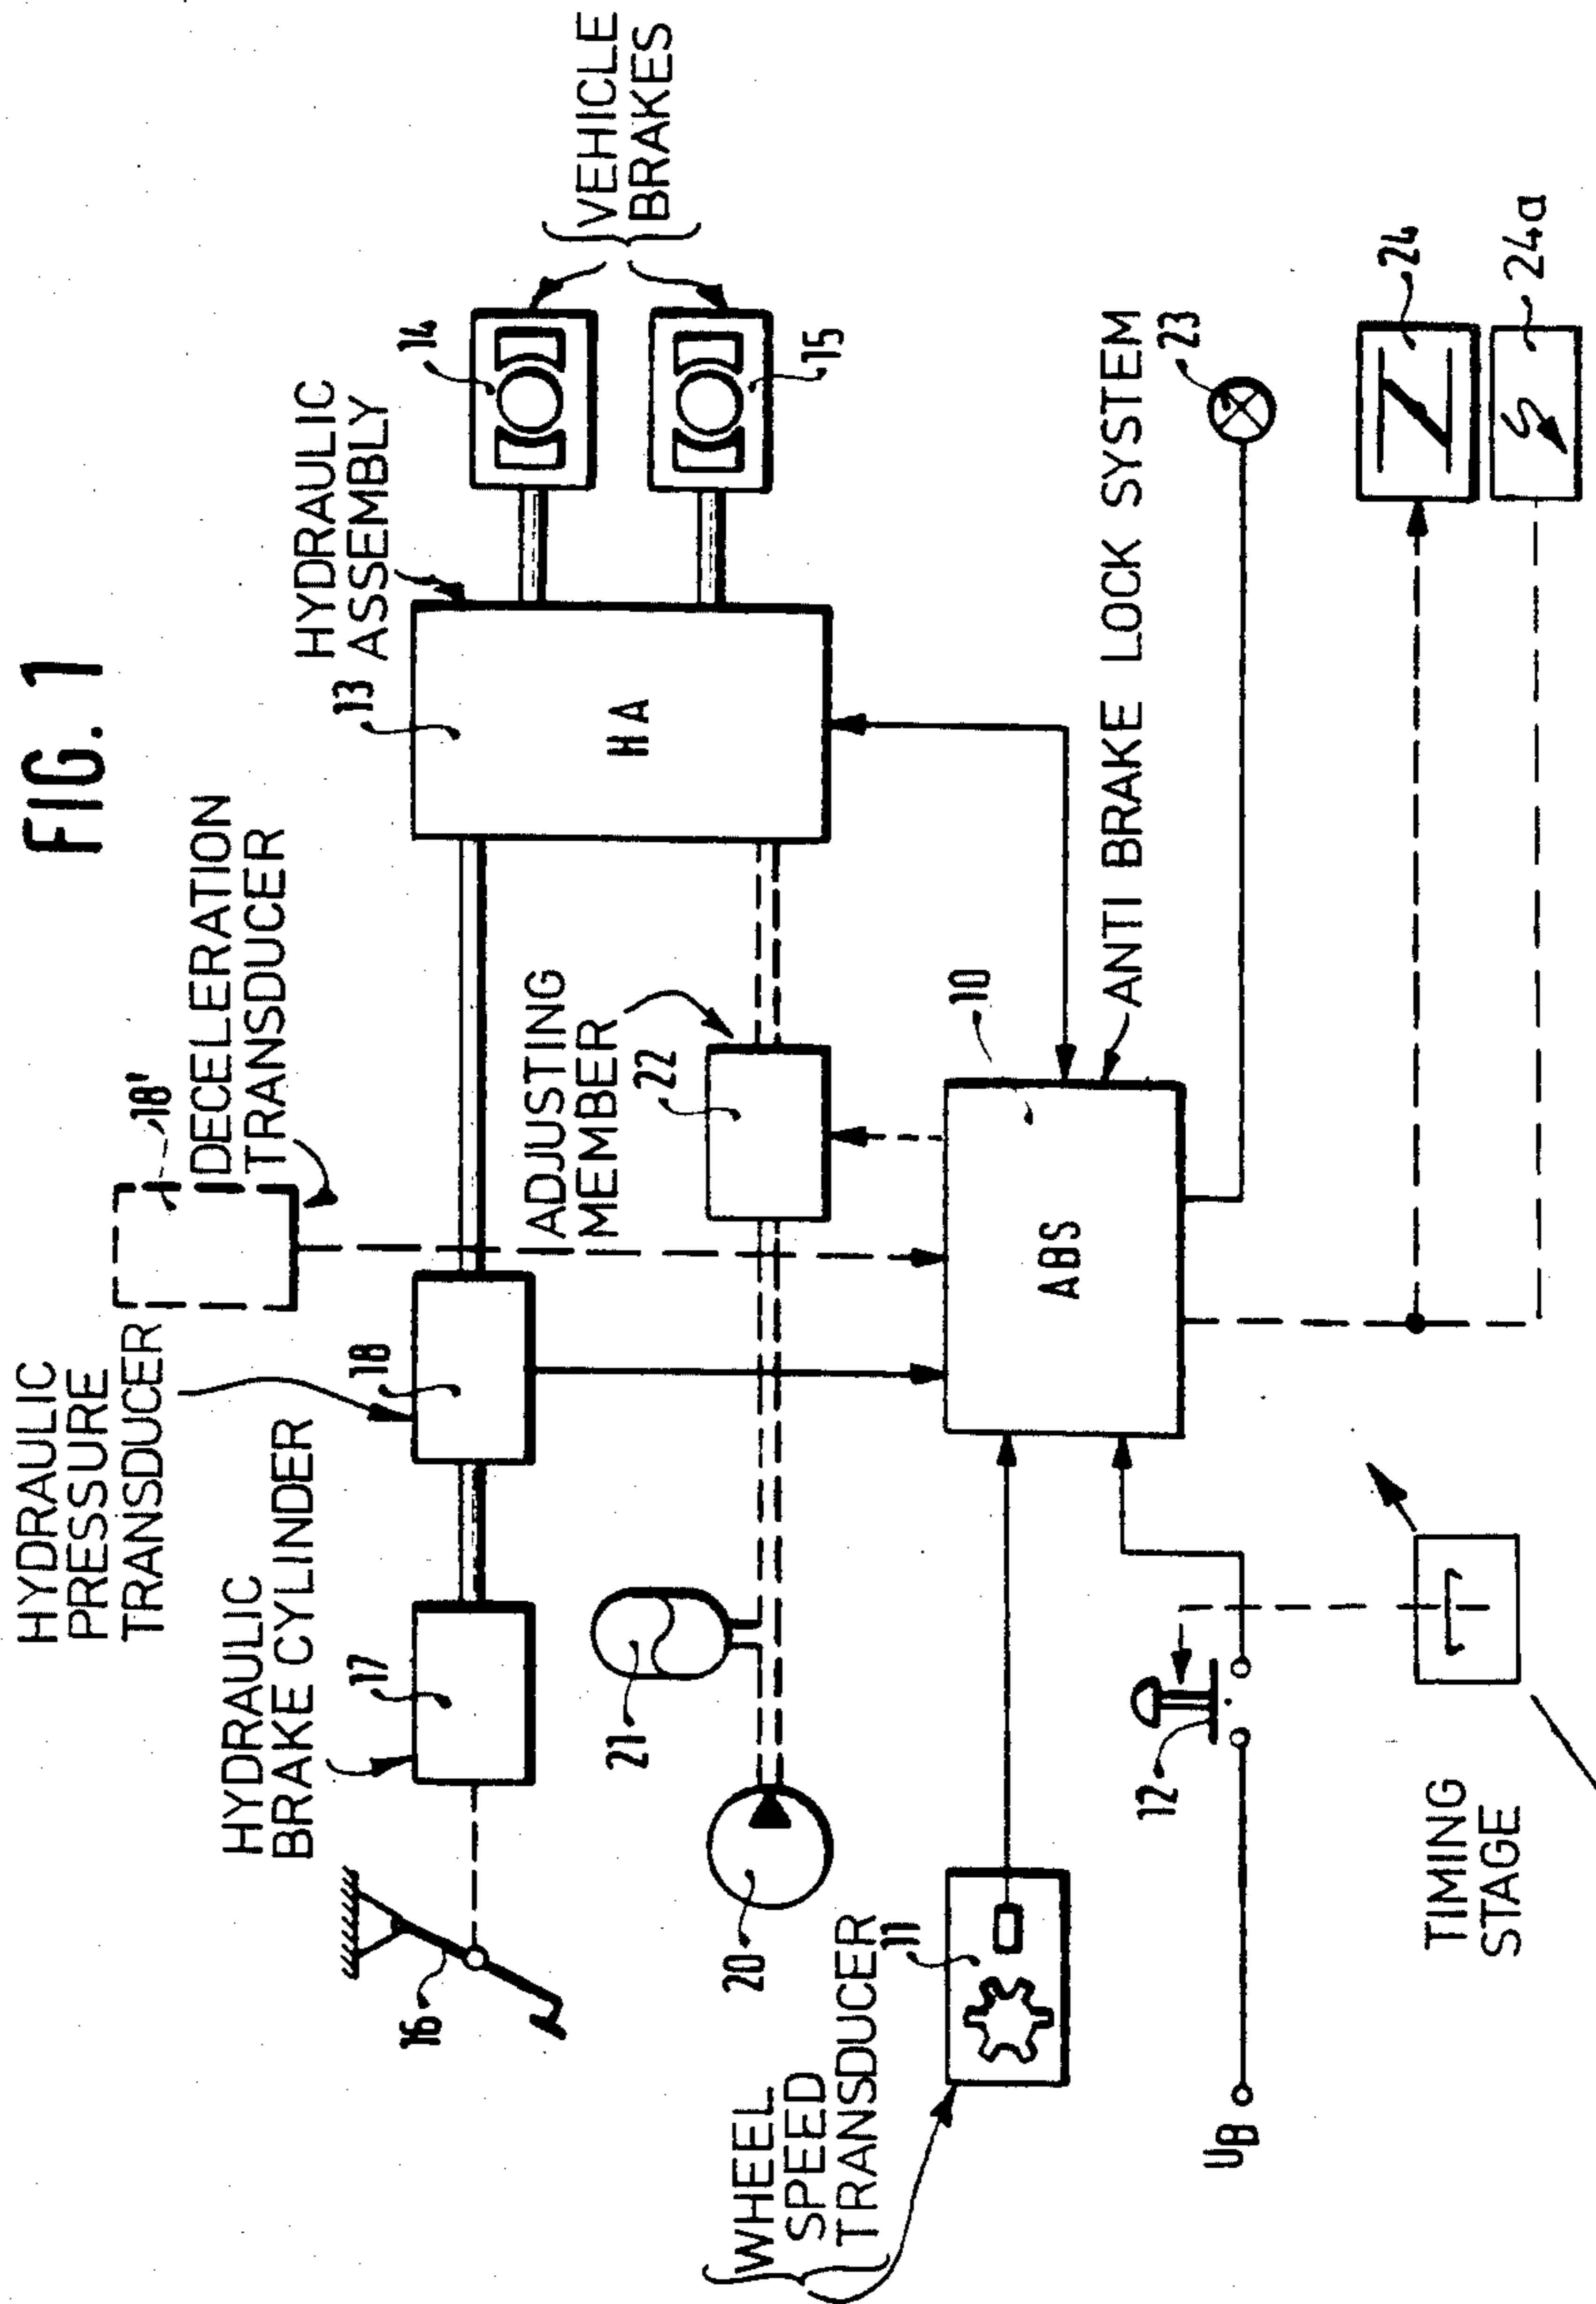 FIG. 1
HYDRAULIC
PRESSURE
TRANSDUCER
18'
DECELERATION
TRANSDUCER
HYDRAULIC
BRAKE CYLINDER
17
18
13
HYDRAULIC
ASSEMBLY
14
VEHICLE
BRAKES
16
HA
15
21
ADJUSTING
MEMBER
22
20
WHEEL
SPEED
TRANSDUCER
11
10
ABS
ANTI BRAKE LOCK SYSTEM
12
23
UB
TIMING
STAGE
24
24a